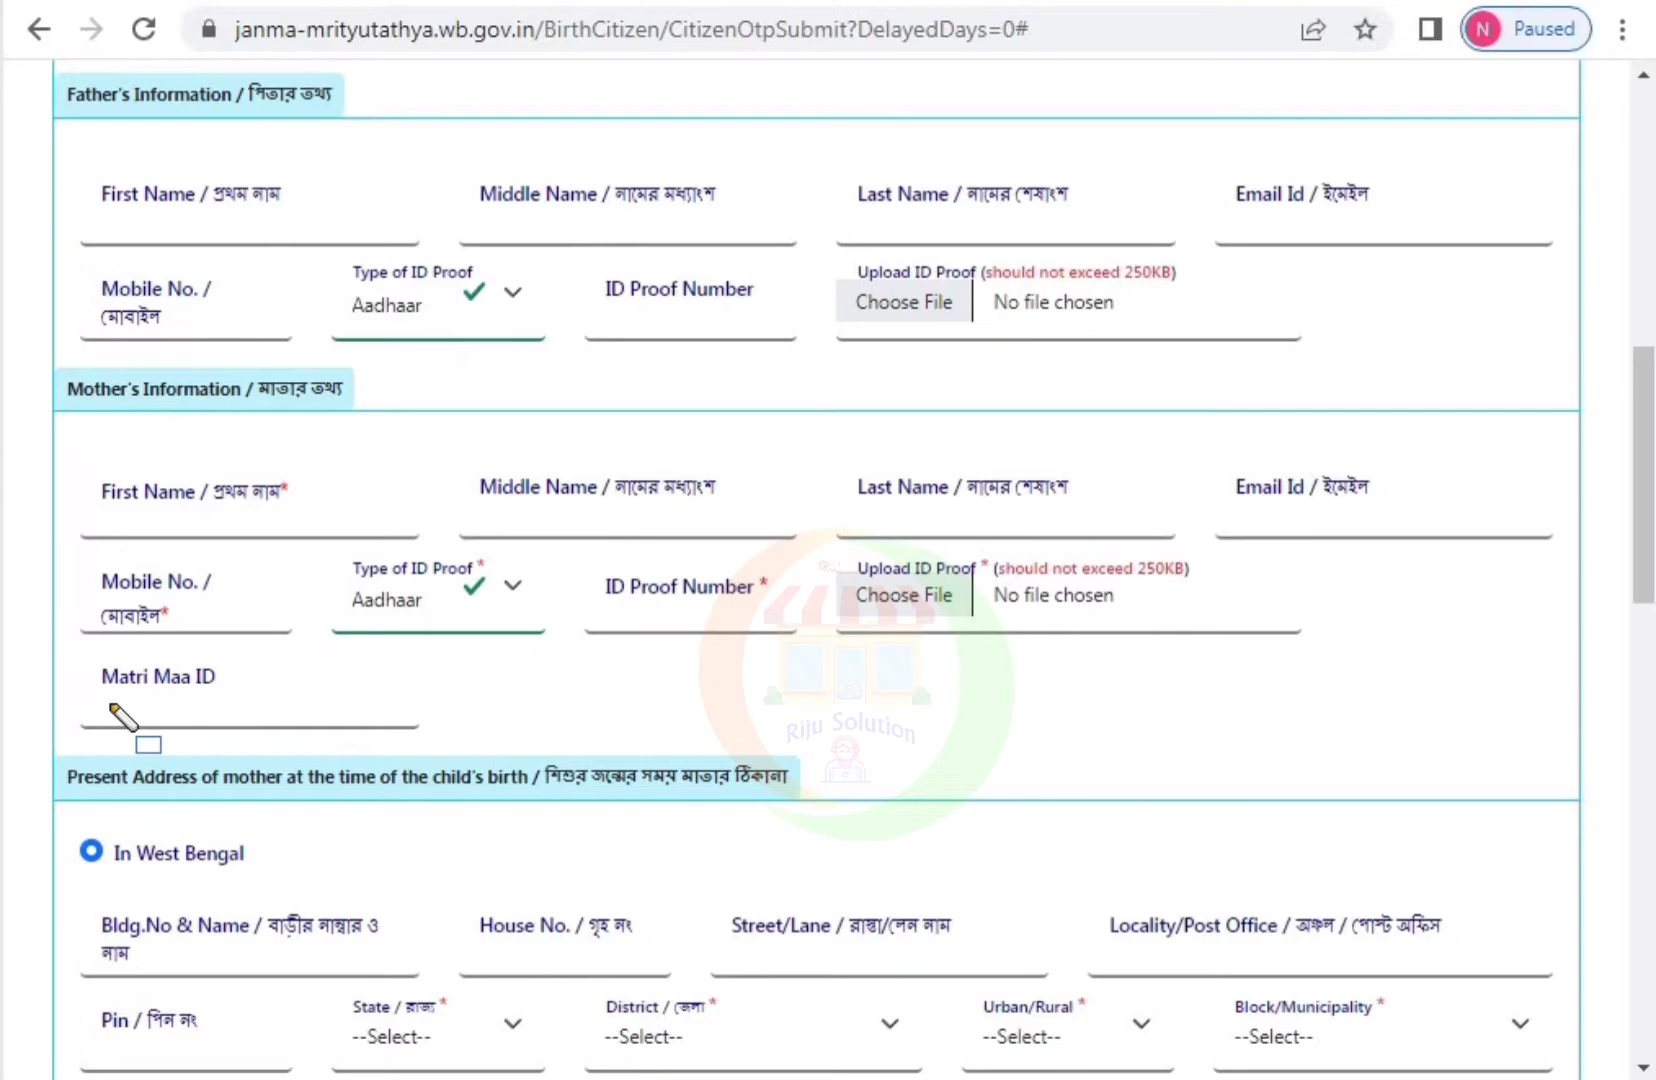 janma-mrityutathya.wb.gov.in/BirthCitizen/CitizenOtpSubmit?DelayedDays=0#
N Paused
Father's Information / পিতার তথ্য
First Name / প্রথম নাম
Middle Name / নামের মধ্যাংশ
Last Name / নামের শেষাংশ
Email Id / ইমেইল
Mobile No. /
মোবাইল
Type of ID Proof
Aadhaar
ID Proof Number
Upload ID Proof (should not exceed 250KB)
Choose File No file chosen
Mother's Information / মাতার তথ্য
First Name / প্রথম নাম*
Middle Name / নামের মধ্যাংশ
Last Name / নামের শেষাংশ
Email Id / ইমেইল
Mobile No. /
মোবাইল*
Type of ID Proof *
Aadhaar
ID Proof Number *
Upload ID Proof * (should not exceed 250KB)
Choose File No file chosen
Matri Maa ID
Riju Solution
Present Address of mother at the time of the child's birth / শিশুর জন্মের সময় মাতার ঠিকানা
In West Bengal
Bldg.No & Name / বাড়ীর নাম্বার ও
নাম
House No. / গৃহ নং
Street/Lane / রাস্তা/লেন নাম
Locality/Post Office / অঞ্চল / পোস্ট অফিস
Pin / পিন নং
State / রাজ্য *
--Select--
District / জেলা *
--Select--
Urban/Rural *
--Select--
Block/Municipality *
--Select--